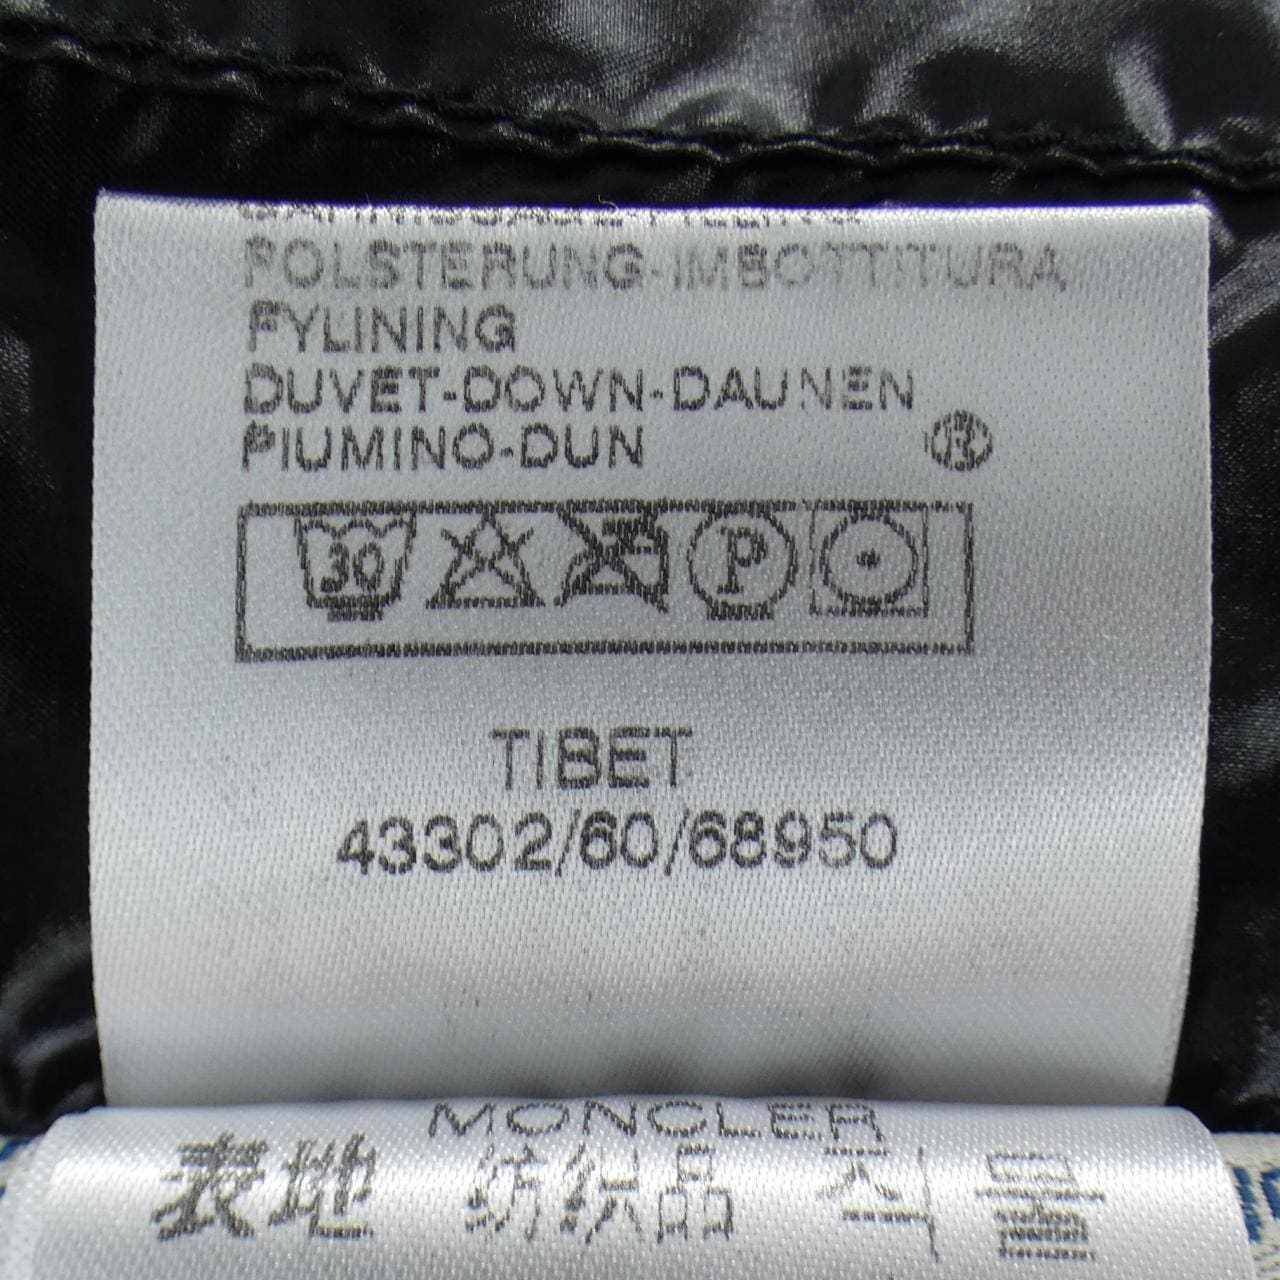 POLSTERUNG-IMBOTTITURA
FYLINING
DUVET-DOWN-DAUNEN
PIUMINO-DUN
®
30 P
TIBET
43302/60/68950
MONCLER
表地 纺织品 직물